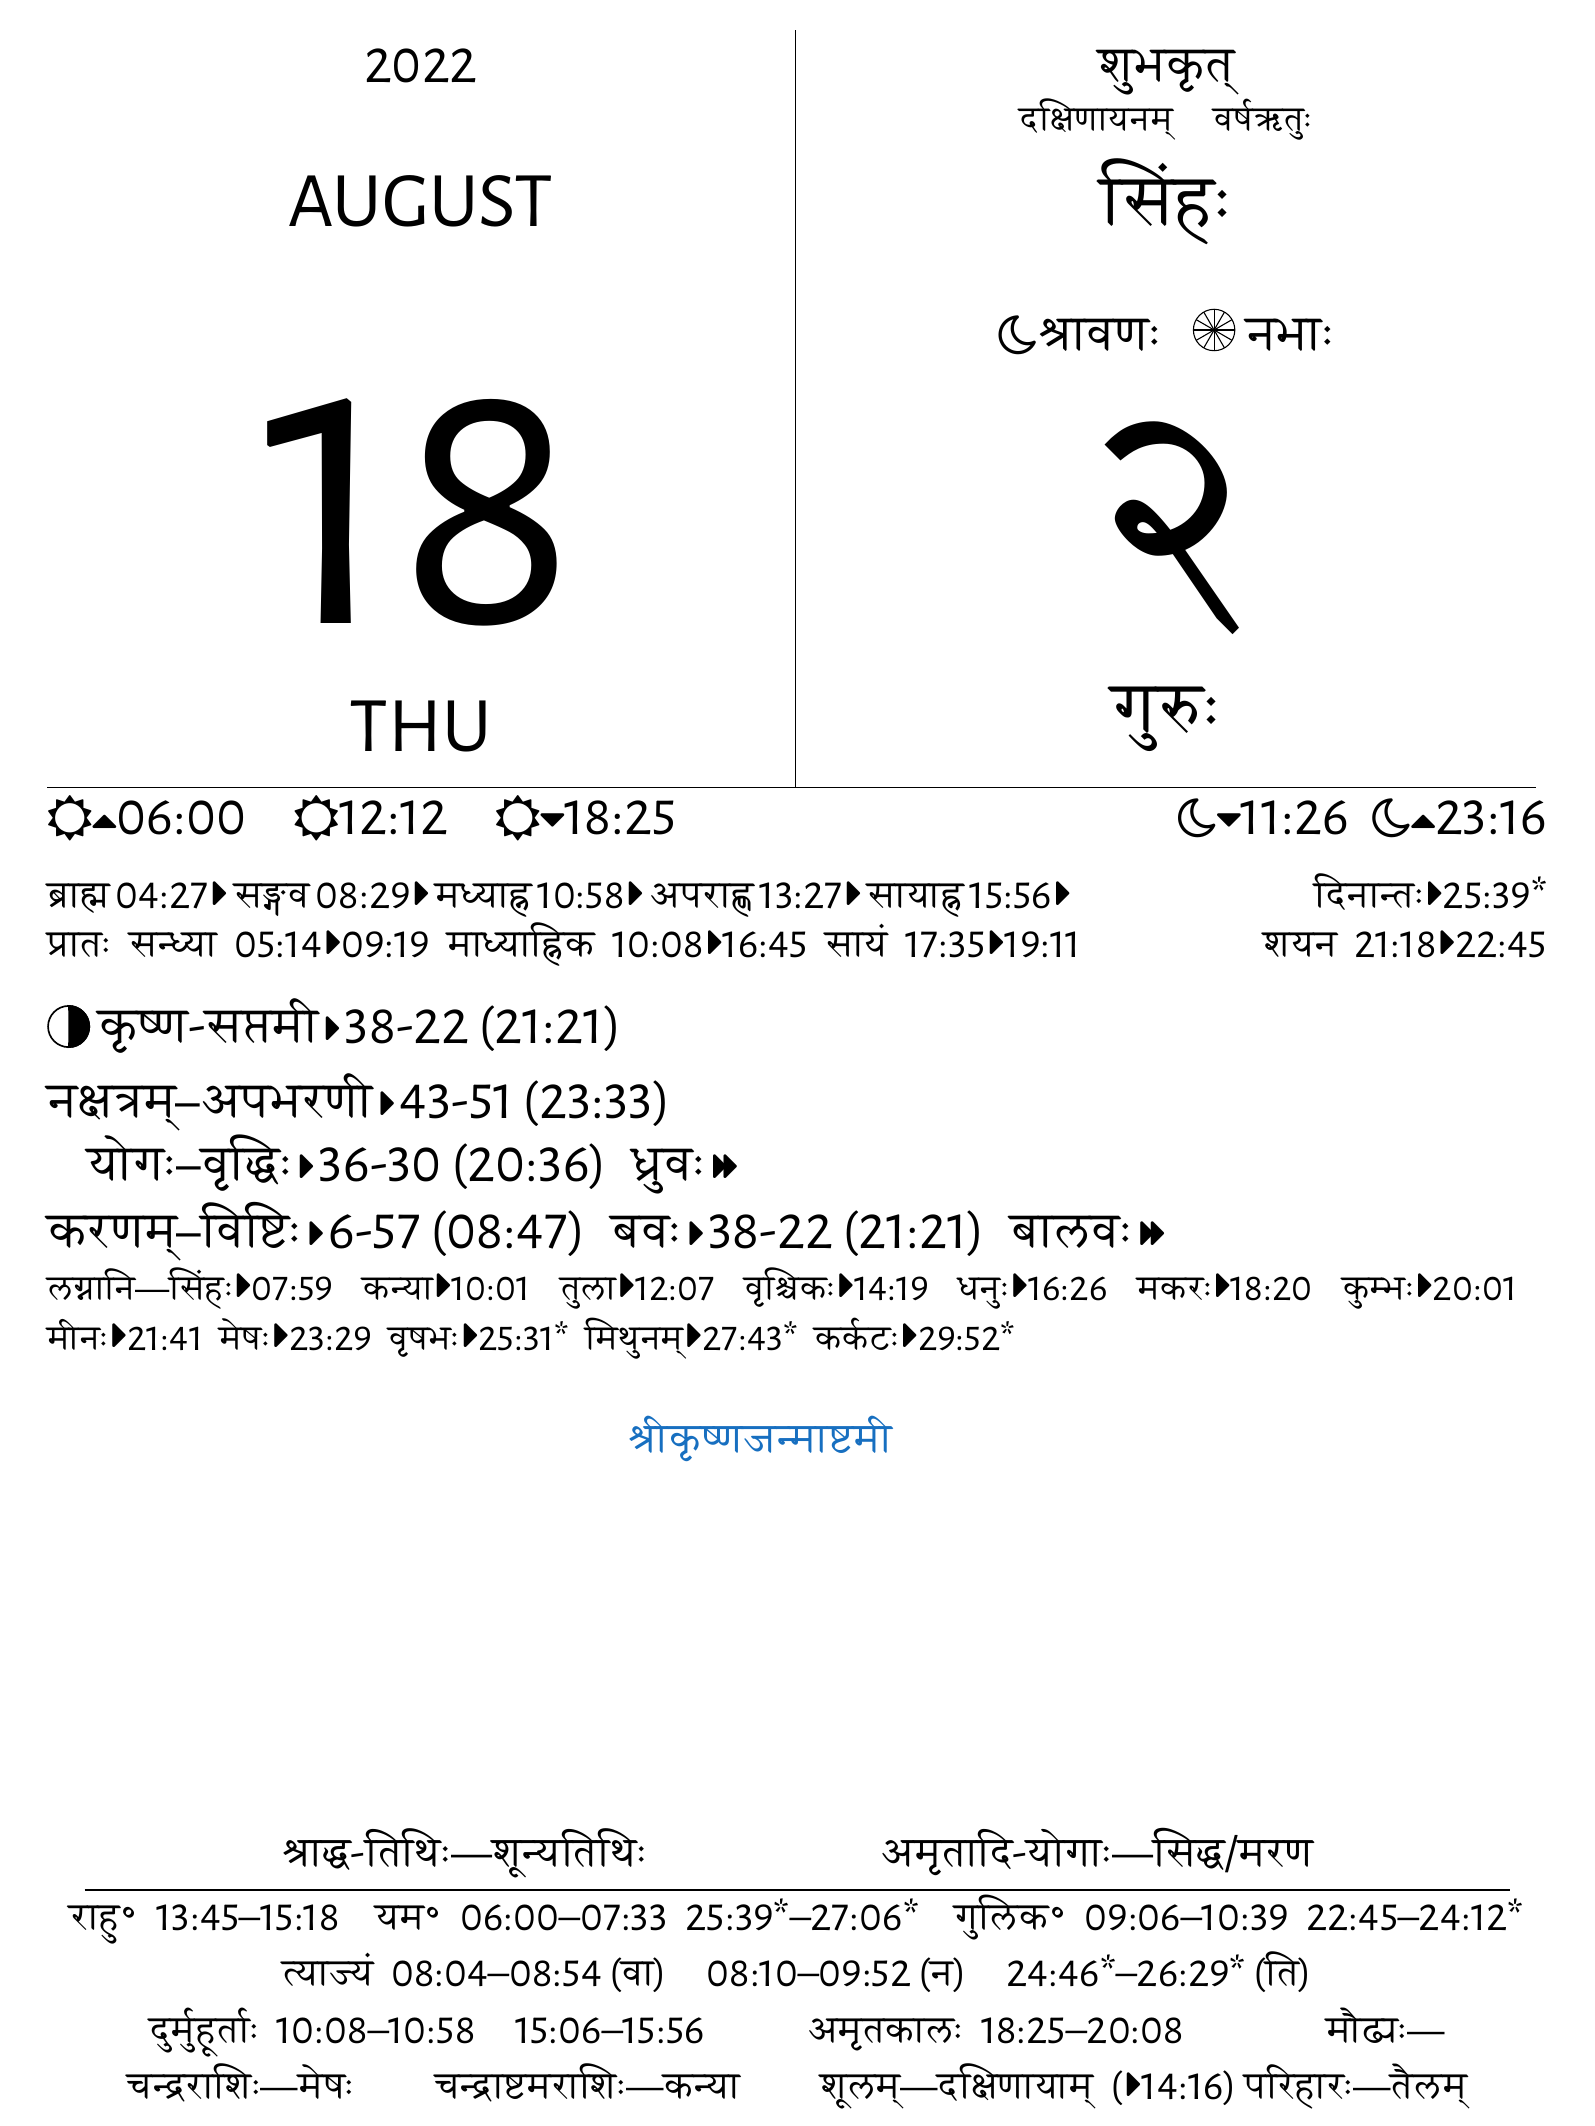 2022
AUGUST
18
THU
शुभकृत्
दक्षिणायनम् वर्षऋतुः
सिंहः
श्रावणः नभाः
२
गुरुः
06:00 12:12 18:25 11:26 23:16
ब्राह्म 04:27 सङ्गव 08:29 मध्याह्न 10:58 अपराह्ण 13:27 सायाह्न 15:56 दिनान्तः 25:39*
प्रातः सन्ध्या 05:14 09:19 माध्याह्निक 10:08 16:45 सायं 17:35 19:11 शयन 21:18 22:45
कृष्ण-सप्तमी 38-22 (21:21)
नक्षत्रम्–अपभरणी 43-51 (23:33)
योगः–वृद्धिः 36-30 (20:36) ध्रुवः
करणम्–विष्टिः 6-57 (08:47) बवः 38-22 (21:21) बालवः
लग्नानि—सिंहः 07:59 कन्या 10:01 तुला 12:07 वृश्चिकः 14:19 धनुः 16:26 मकरः 18:20 कुम्भः 20:01
मीनः 21:41 मेषः 23:29 वृषभः 25:31* मिथुनम् 27:43* कर्कटः 29:52*
श्रीकृष्णजन्माष्टमी
श्राद्ध-तिथिः—शून्यतिथिः अमृतादि-योगाः—सिद्ध/मरण
राहु॰ 13:45–15:18 यम॰ 06:00–07:33 25:39*–27:06* गुलिक॰ 09:06–10:39 22:45–24:12*
त्याज्यं 08:04–08:54 (वा) 08:10–09:52 (न) 24:46*–26:29* (ति)
दुर्मुहूर्ताः 10:08–10:58 15:06–15:56 अमृतकालः 18:25–20:08 मौढ्यः—
चन्द्रराशिः—मेषः चन्द्राष्टमराशिः—कन्या शूलम्—दक्षिणायाम् (14:16) परिहारः—तैलम्